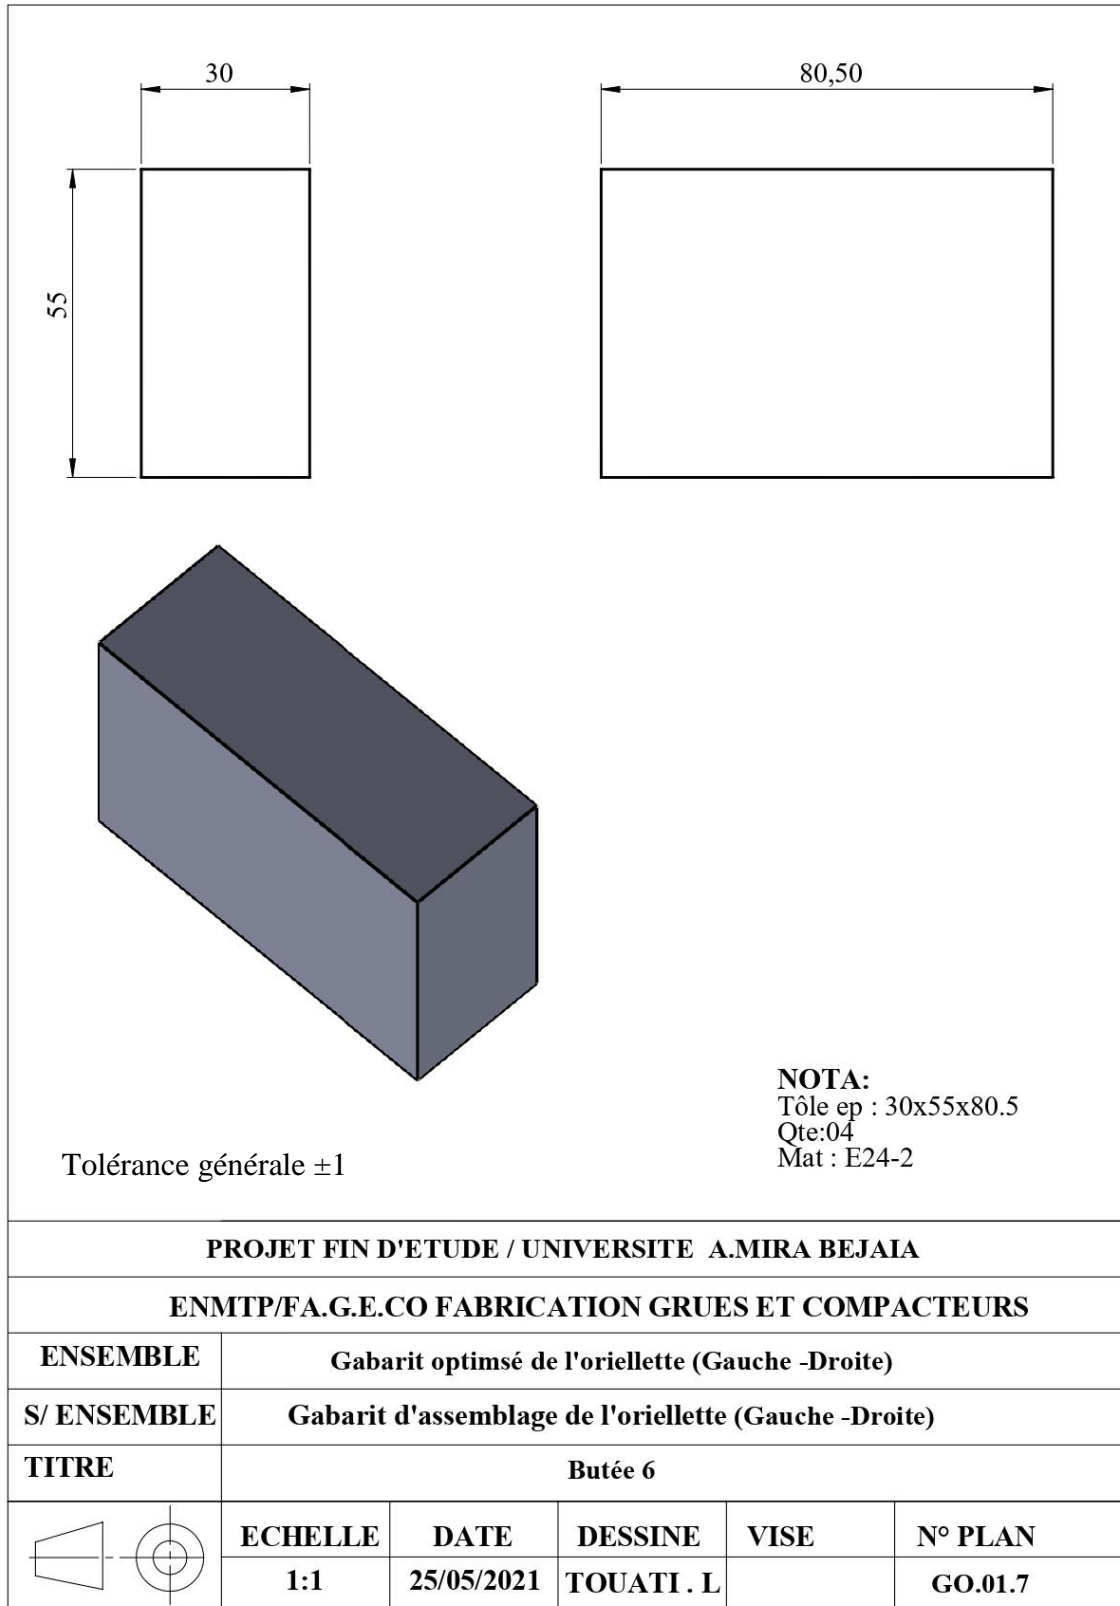 30
80,50
55
NOTA:
Tôle ep : 30x55x80.5
Qte:04
Mat : E24-2
Tolérance générale ±1
PROJET FIN D'ETUDE / UNIVERSITE A.MIRA BEJAIA
ENMTP/FA.G.E.CO FABRICATION GRUES ET COMPACTEURS
ENSEMBLE Gabarit optimsé de l'oriellette (Gauche -Droite)
S/ ENSEMBLE Gabarit d'assemblage de l'oriellette (Gauche -Droite)
TITRE Butée 6
ECHELLE DATE DESSINE VISE N° PLAN
1:1 25/05/2021 TOUATI . L GO.01.7